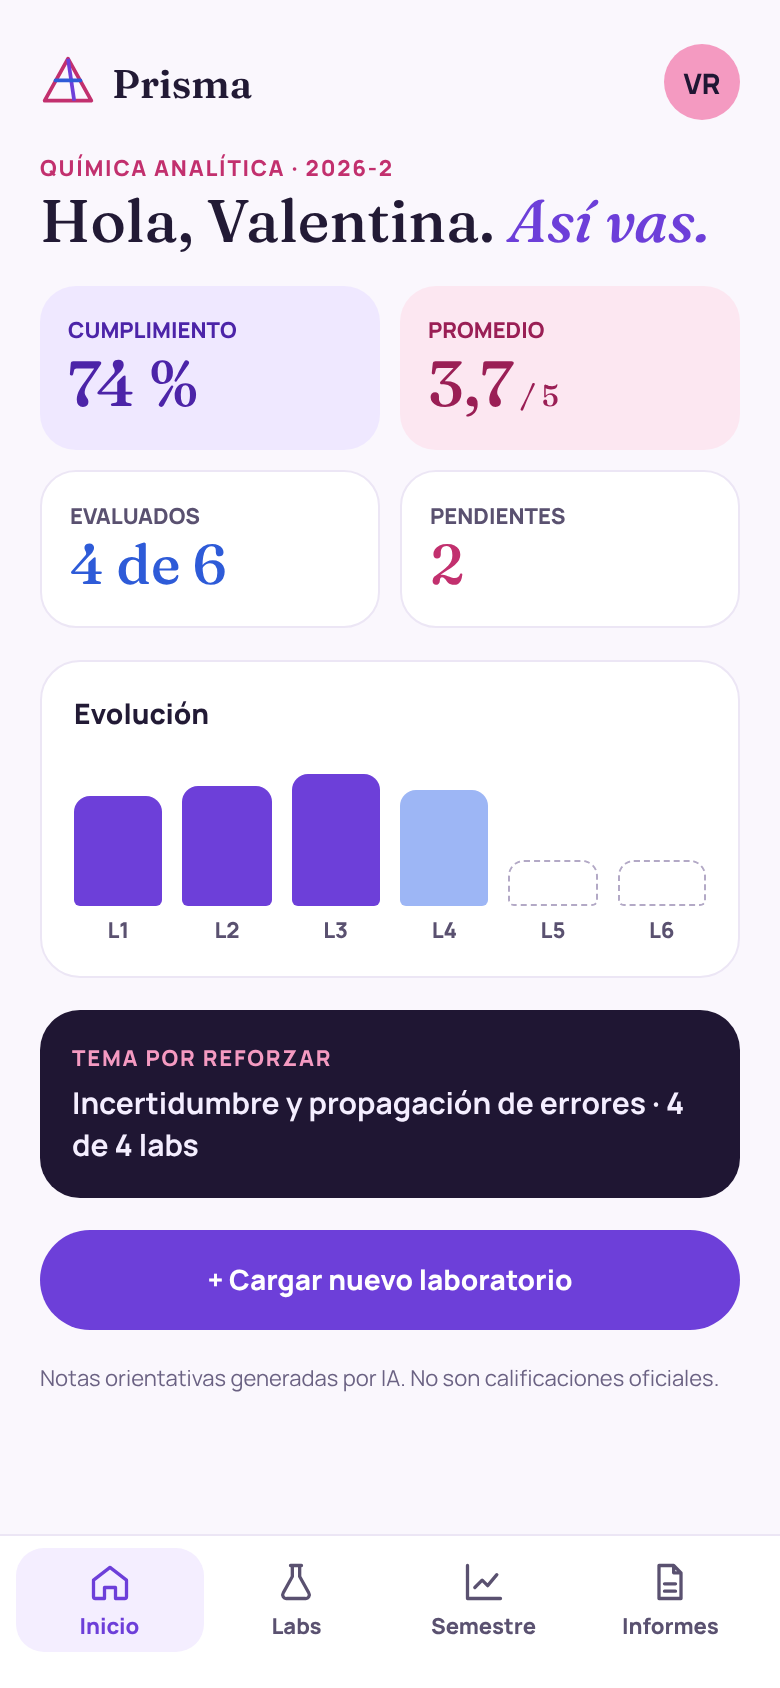 Prisma
VR
QUÍMICA ANALÍTICA · 2026-2
Hola, Valentina. Así vas.
CUMPLIMIENTO
74 %
PROMEDIO
3,7 / 5
EVALUADOS
4 de 6
PENDIENTES
2
Evolución
L1 L2 L3 L4 L5 L6
TEMA POR REFORZAR
Incertidumbre y propagación de errores · 4
de 4 labs
+ Cargar nuevo laboratorio
Notas orientativas generadas por IA. No son calificaciones oficiales.
Inicio Labs Semestre Informes